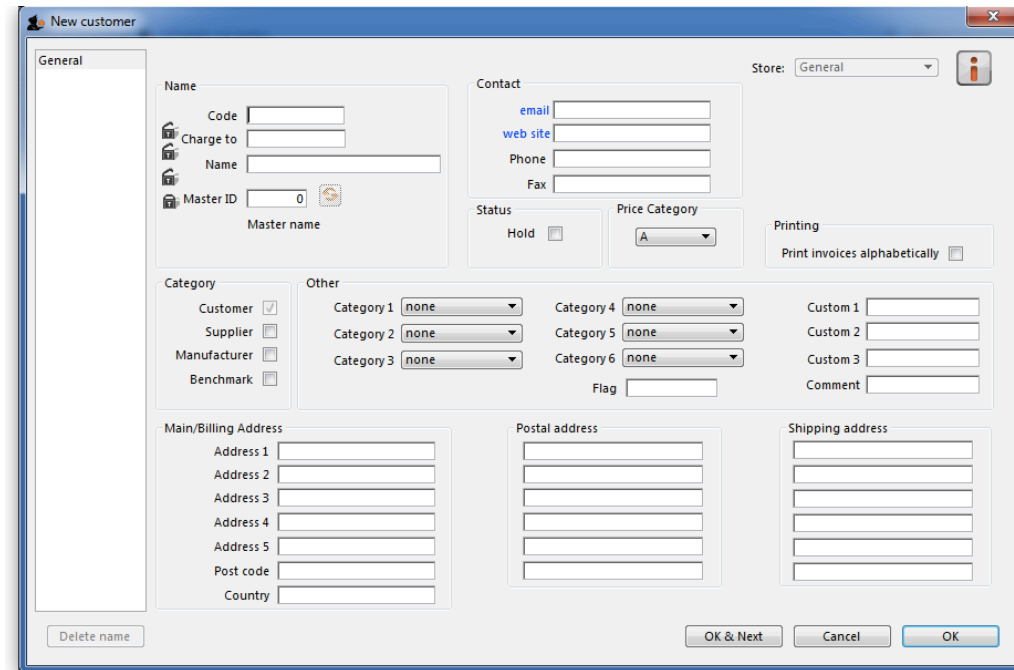 New customer
General
Store: General
Name
Code
Charge to
Name
Master ID 0
Master name
Contact
email
web site
Phone
Fax
Status
Hold
Price Category
A
Printing
Print invoices alphabetically
Category
Customer
Supplier
Manufacturer
Benchmark
Other
Category 1 none
Category 2 none
Category 3 none
Category 4 none
Category 5 none
Category 6 none
Flag
Custom 1
Custom 2
Custom 3
Comment
Main/Billing Address
Address 1
Address 2
Address 3
Address 4
Address 5
Post code
Country
Postal address
Shipping address
Delete name
OK & Next
Cancel
OK